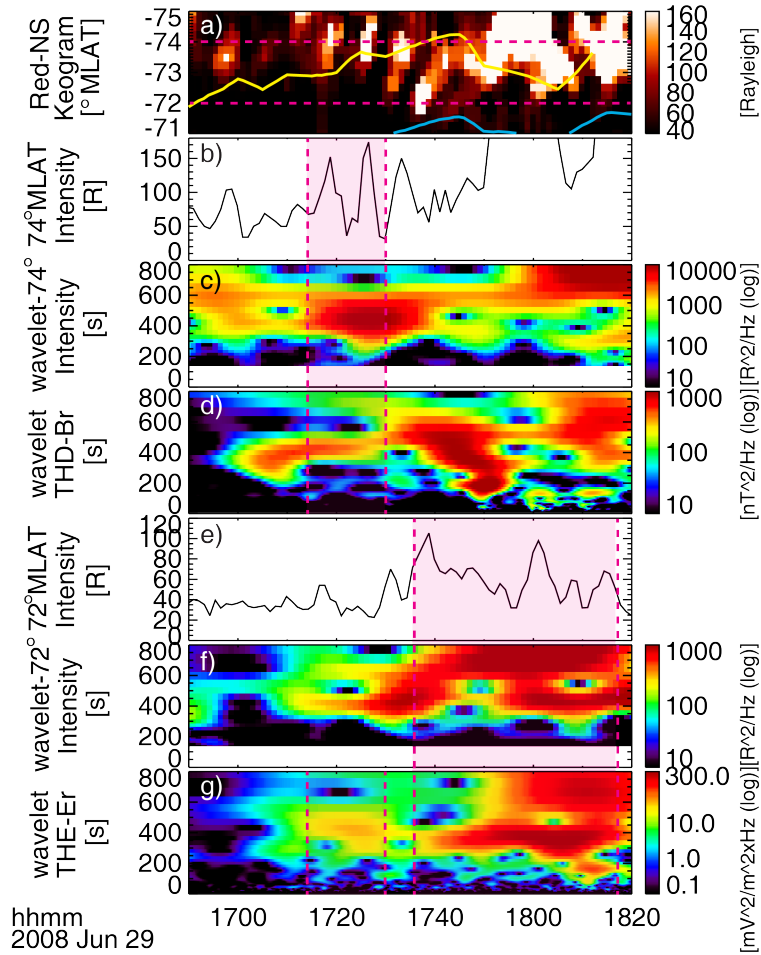 Red-NS
Keogram
[° MLAT]
-75
-74
-73
-72
-71
a)
160
140
120
100
80
60
40
[Rayleigh]
74°MLAT
Intensity
[R]
150
100
50
0
b)
wavelet-74°
Intensity
[s]
800
600
400
200
0
c)
10000
1000
100
10
[R^2/Hz (log)]
wavelet
THD-Br
[s]
800
600
400
200
0
d)
1000
100
10
[nT^2/Hz (log)]
72°MLAT
Intensity
[R]
120
100
80
60
40
20
0
e)
wavelet-72°
Intensity
[s]
800
600
400
200
0
f)
1000
100
10
[R^2/Hz (log)]
wavelet
THE-Er
[s]
800
600
400
200
0
g)
300.0
10.0
1.0
0.1
[mV^2/m^2xHz (log)]
1700 1720 1740 1800 1820
hhmm
2008 Jun 29